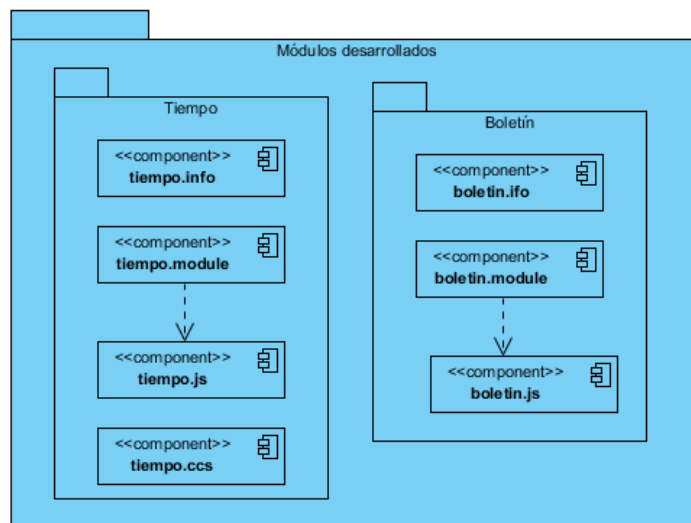 Módulos desarrollados
Tiempo
<<component>>
tiempo.info
<<component>>
tiempo.module
<<component>>
tiempo.js
<<component>>
tiempo.ccs
Boletín
<<component>>
boletin.ifo
<<component>>
boletin.module
<<component>>
boletin.js